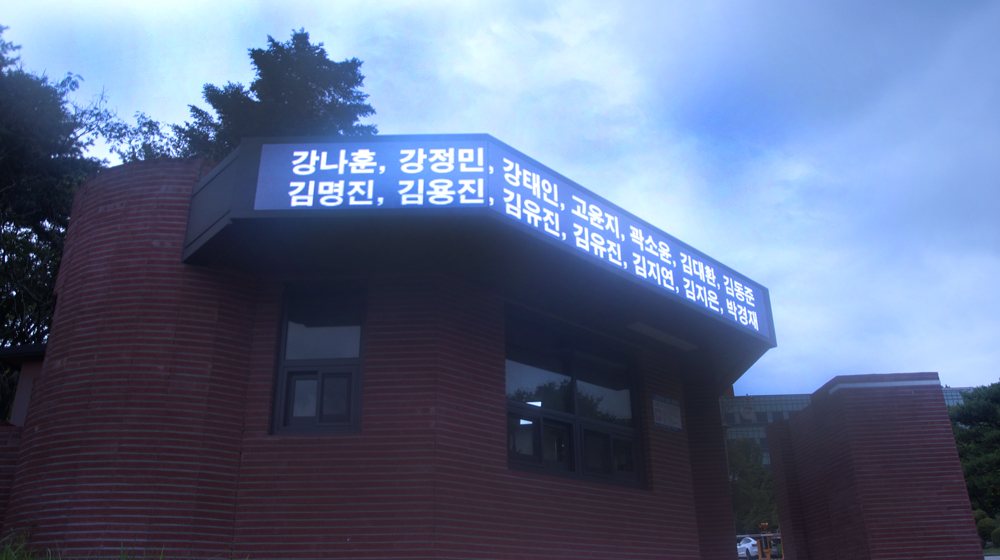 강나훈, 강정민, 강태인, 고윤지, 곽소윤, 김대환, 김동준
김명진, 김용진, 김유진, 김유진, 김지연, 김지온, 박경재